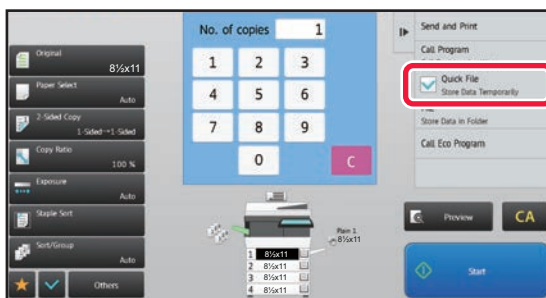 Original
8½x11
Paper Select
Auto
2-Sided Copy
1-Sided→1-Sided
Copy Ratio
100 %
Exposure
Auto
Staple Sort
Sort/Group
Auto
Others
No. of copies 1
1 2 3
4 5 6
7 8 9
0 C
Plain 1
8½x11
1 8½x11
2 8½x11
3 8½x11
4 8½x11
Send and Print
Call Program
Quick File
Store Data Temporarily
Store Data in Folder
Call Eco Program
Preview
CA
Start